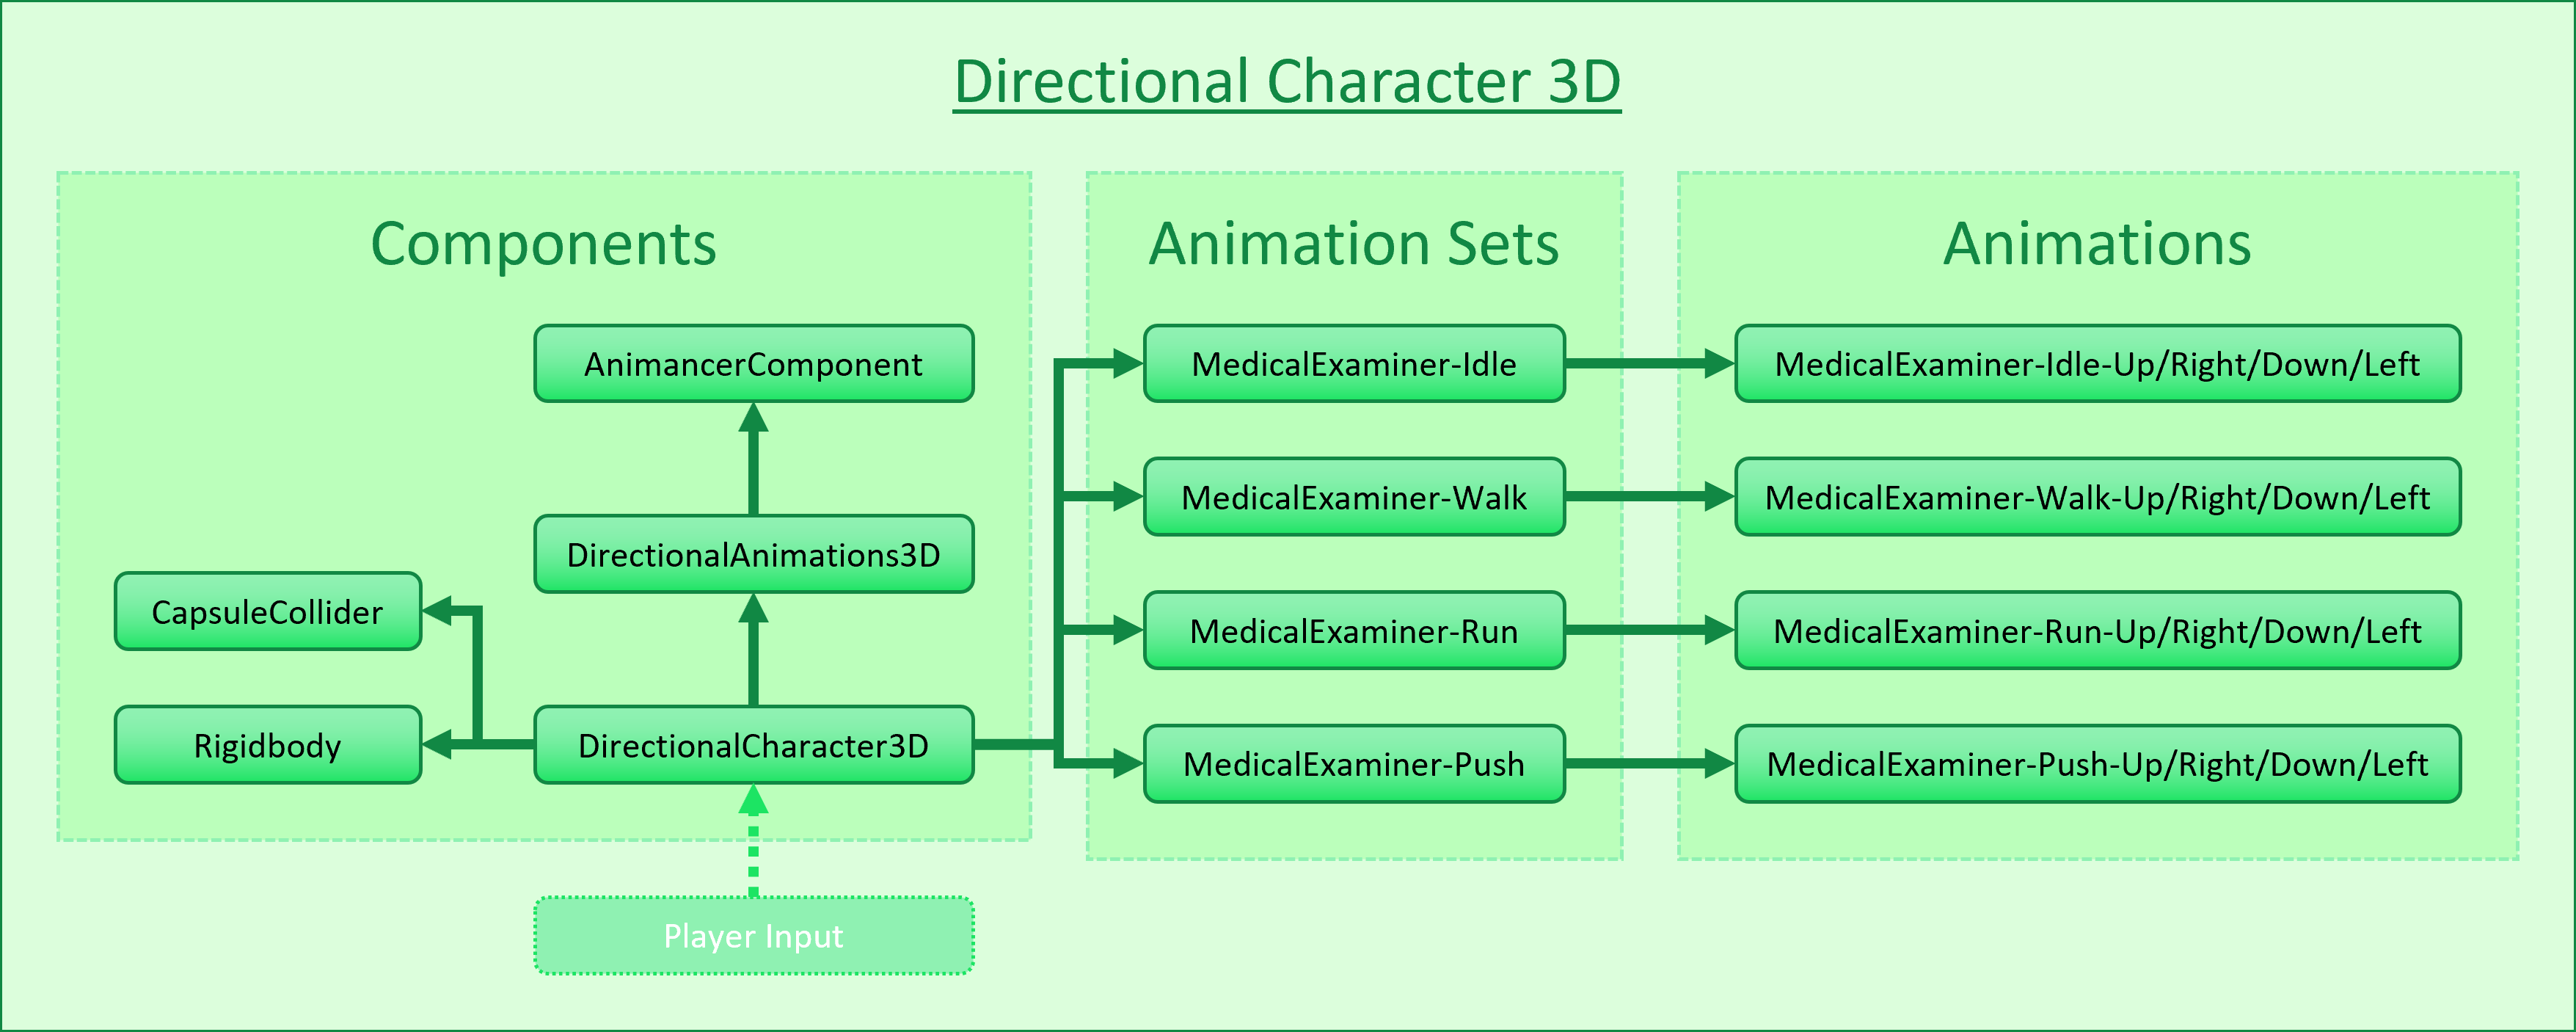 Directional Character 3D
Components
AnimancerComponent
DirectionalAnimations3D
CapsuleCollider
Rigidbody
DirectionalCharacter3D
Player Input
Animation Sets
MedicalExaminer-Idle
MedicalExaminer-Walk
MedicalExaminer-Run
MedicalExaminer-Push
Animations
MedicalExaminer-Idle-Up/Right/Down/Left
MedicalExaminer-Walk-Up/Right/Down/Left
MedicalExaminer-Run-Up/Right/Down/Left
MedicalExaminer-Push-Up/Right/Down/Left